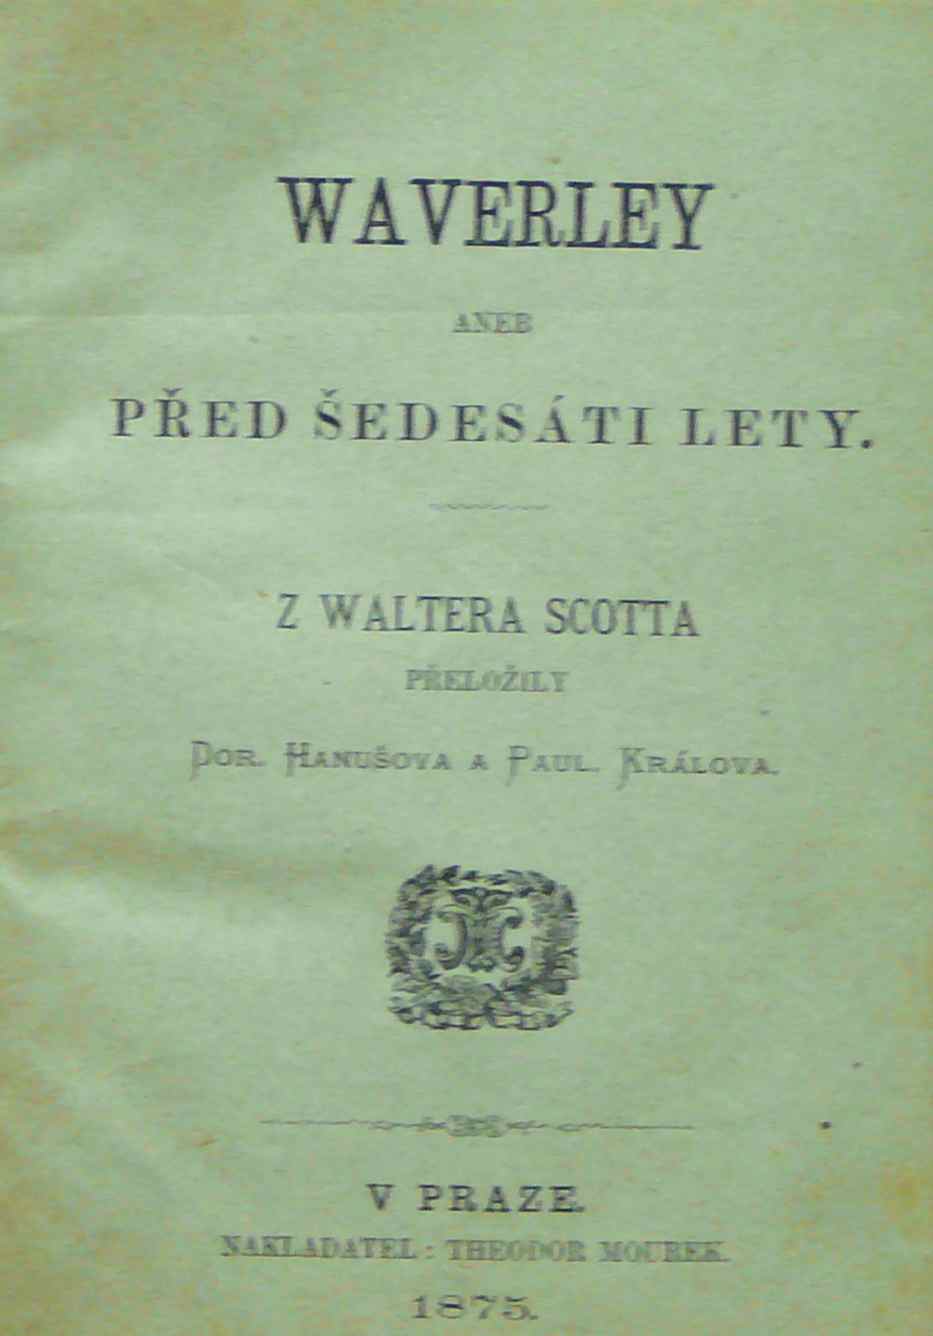 WAVERLEY
ANEB
PŘED ŠEDESÁTI LETY.
Z WALTERA SCOTTA
PŘELOŽILY
DOR. HANUŠOVA A PAUL. KRÁLOVA.
V PRAZE.
NAKLADATEL: THEODOR MOUREK.
1875.